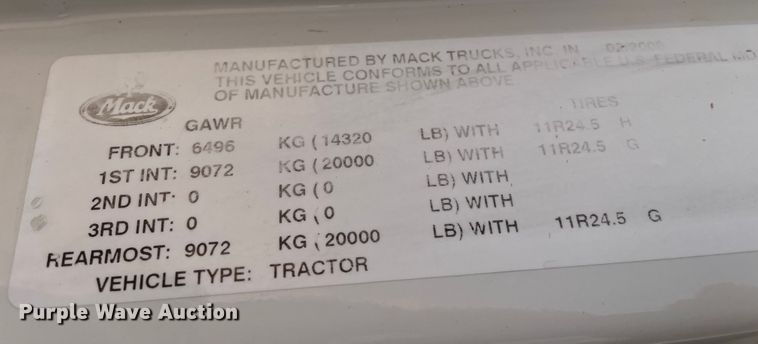 MANUFACTURED BY MACK TRUCKS, INC. IN
THIS VEHICLE CONFORMS TO ALL APPLICABLE U.S. FEDERAL
OF MANUFACTURE SHOWN ABOVE
Mack
GAWR TIRES
FRONT: 6496 KG (14320 LB) WITH 11R24.5 H
1ST INT: 9072 KG (20000 LB) WITH 11R24.5 G
2ND INT: 0 KG (0 LB) WITH
3RD INT: 0 KG (0 LB) WITH
REARMOST: 9072 KG (20000 LB) WITH 11R24.5 G
VEHICLE TYPE: TRACTOR
Purple Wave Auction